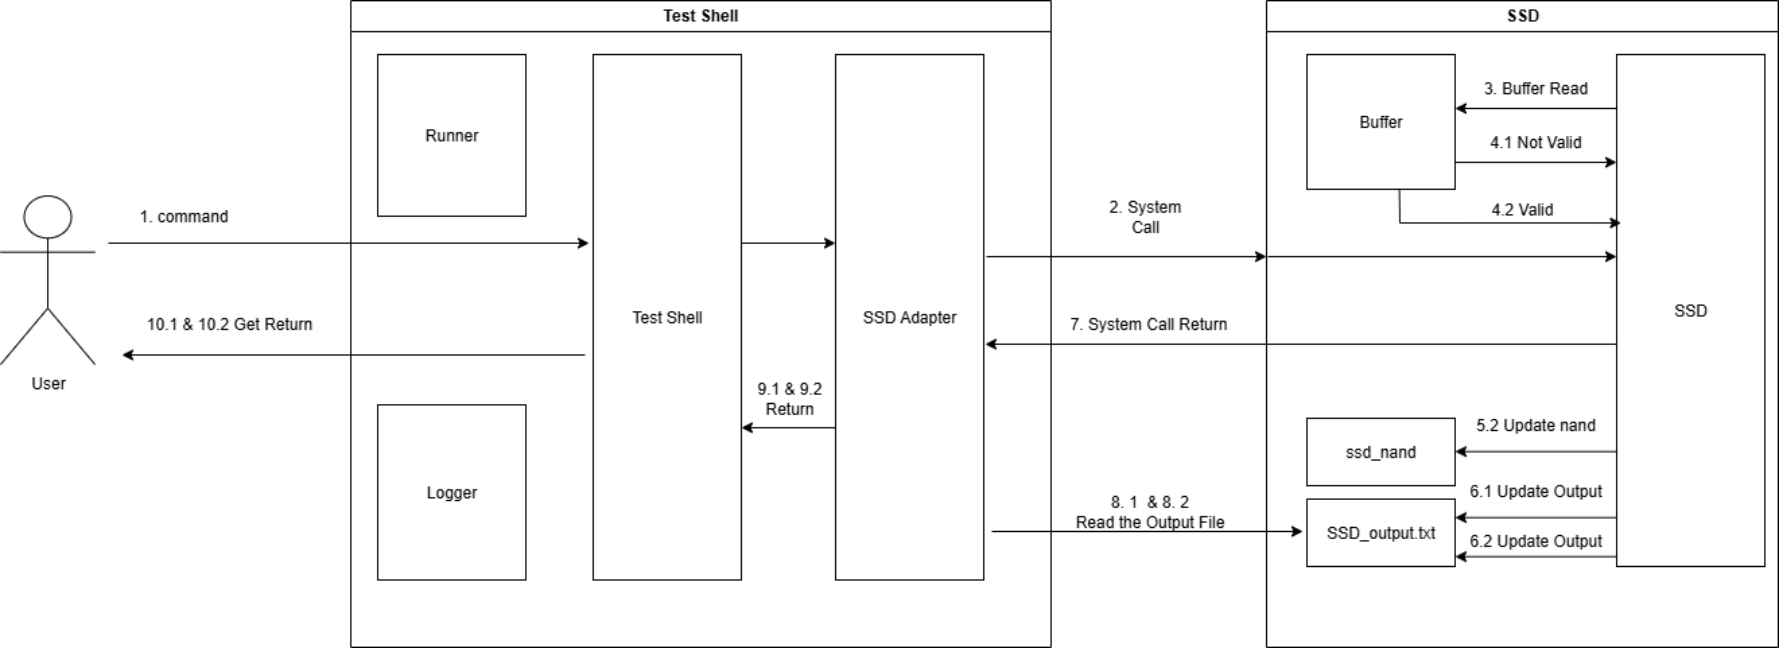 Test Shell
SSD
Runner
Buffer
3. Buffer Read
4.1 Not Valid
4.2 Valid
1. command
2. System
Call
Test Shell
SSD Adapter
SSD
10.1 & 10.2 Get Return
7. System Call Return
User
9.1 & 9.2
Return
Logger
ssd_nand
5.2 Update nand
6.1 Update Output
8. 1 & 8. 2
Read the Output File
SSD_output.txt
6.2 Update Output